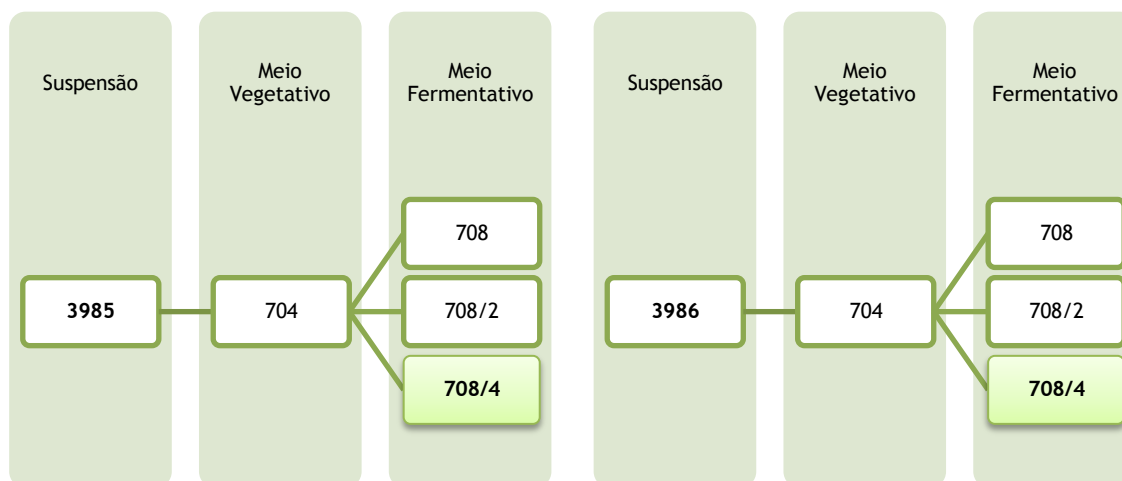 Suspensão
Meio
Vegetativo
Meio
Fermentativo
3985
704
708
708/2
708/4
Suspensão
Meio
Vegetativo
Meio
Fermentativo
3986
704
708
708/2
708/4